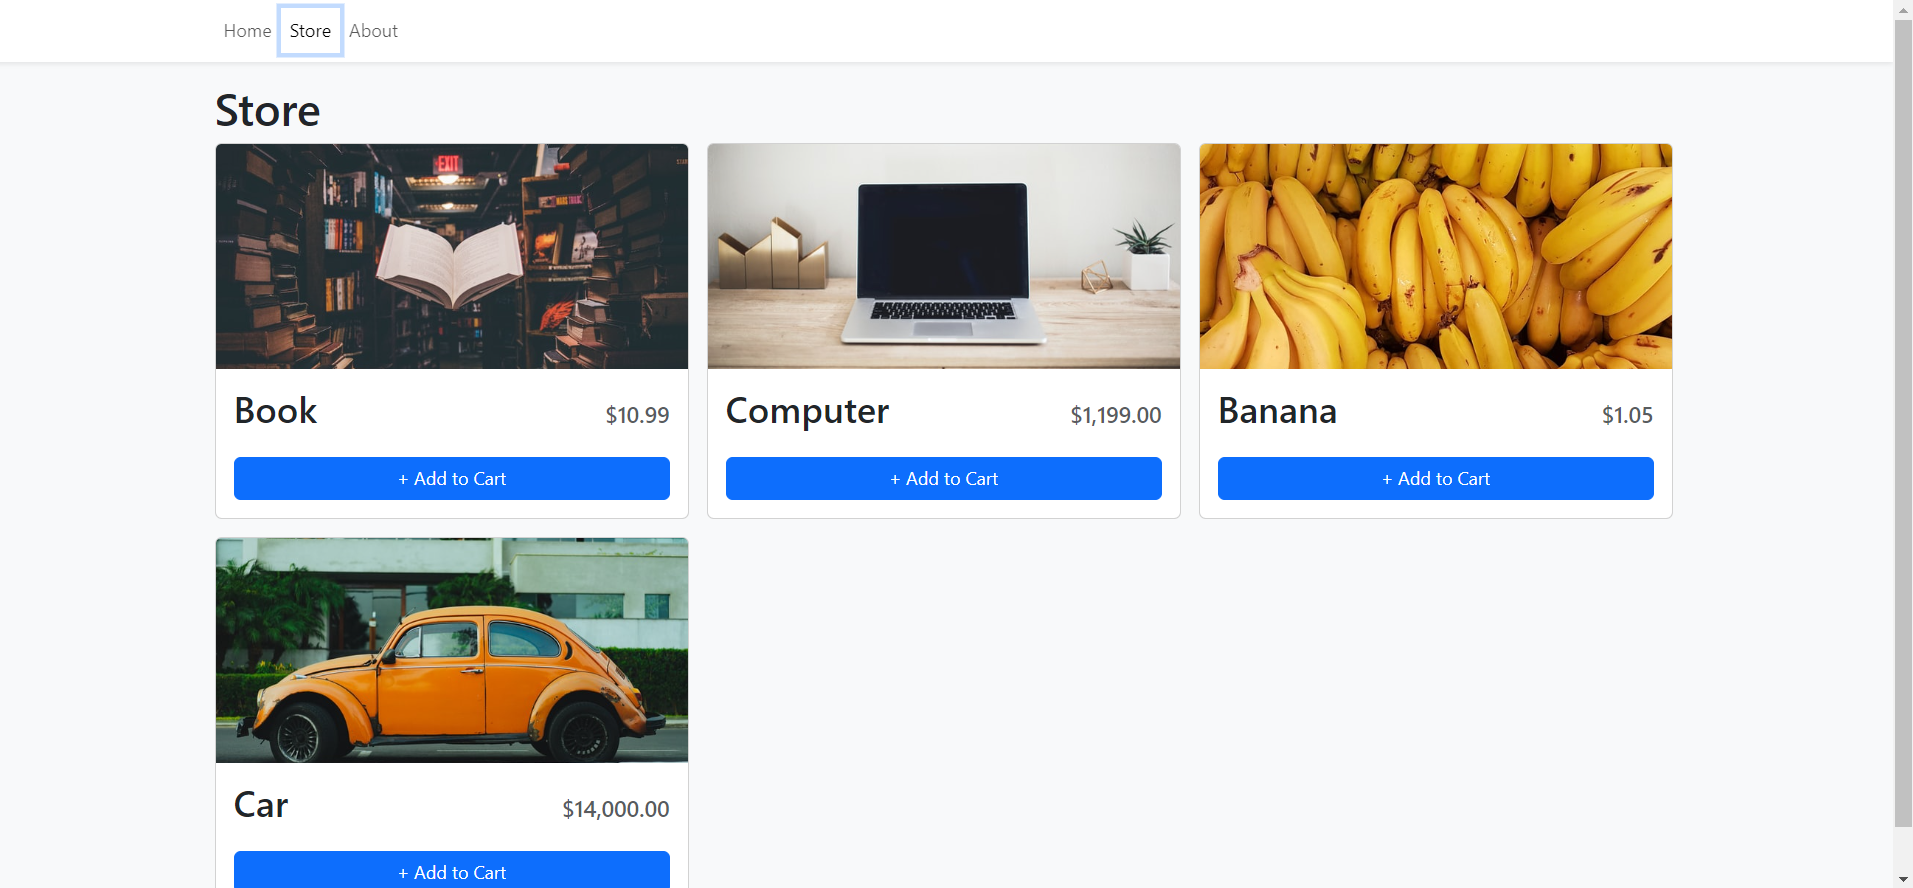 Home Store About
Store
EXIT
Book $10.99
+ Add to Cart
Computer $1,199.00
+ Add to Cart
Banana $1.05
+ Add to Cart
Car $14,000.00
+ Add to Cart